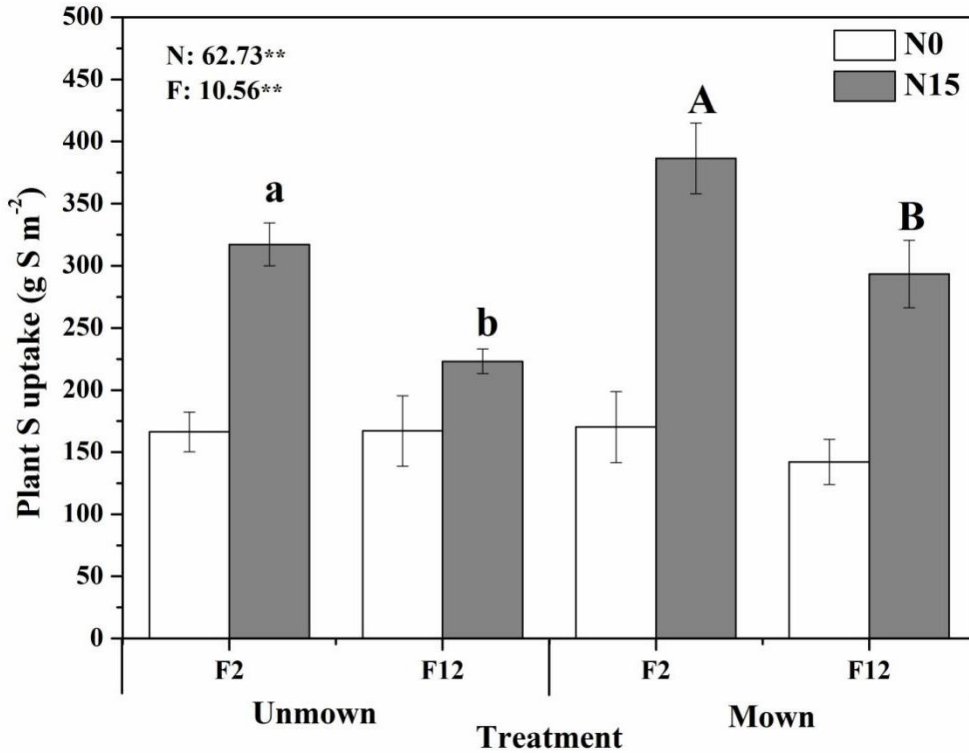 Plant S uptake (g S m⁻²)
500
450
400
350
300
250
200
150
100
50
0
N: 62.73**
F: 10.56**
N0
N15
a
b
A
B
F2 F12 F2 F12
Unmown Mown
Treatment